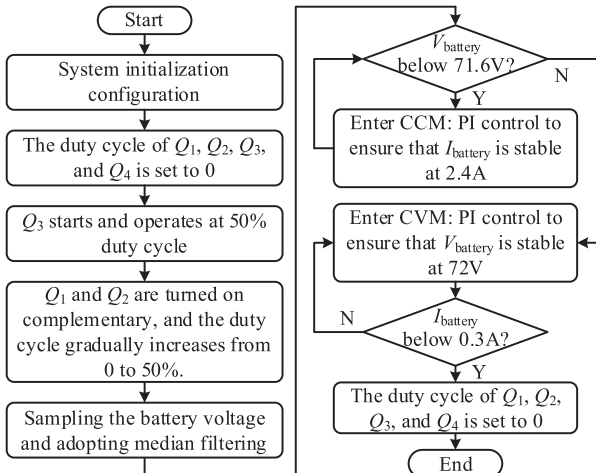 Start
System initialization
configuration
The duty cycle of Q1, Q2, Q3,
and Q4 is set to 0
Q3 starts and operates at 50%
duty cycle
Q1 and Q2 are turned on
complementary, and the duty
cycle gradually increases from
0 to 50%.
Sampling the battery voltage
and adopting median filtering
Vbattery
below 71.6V?
N
Y
Enter CCM: PI control to
ensure that Ibattery is stable
at 2.4A
Enter CVM: PI control to
ensure that Vbattery is stable
at 72V
Ibattery
below 0.3A?
N
Y
The duty cycle of Q1, Q2,
Q3, and Q4 is set to 0
End